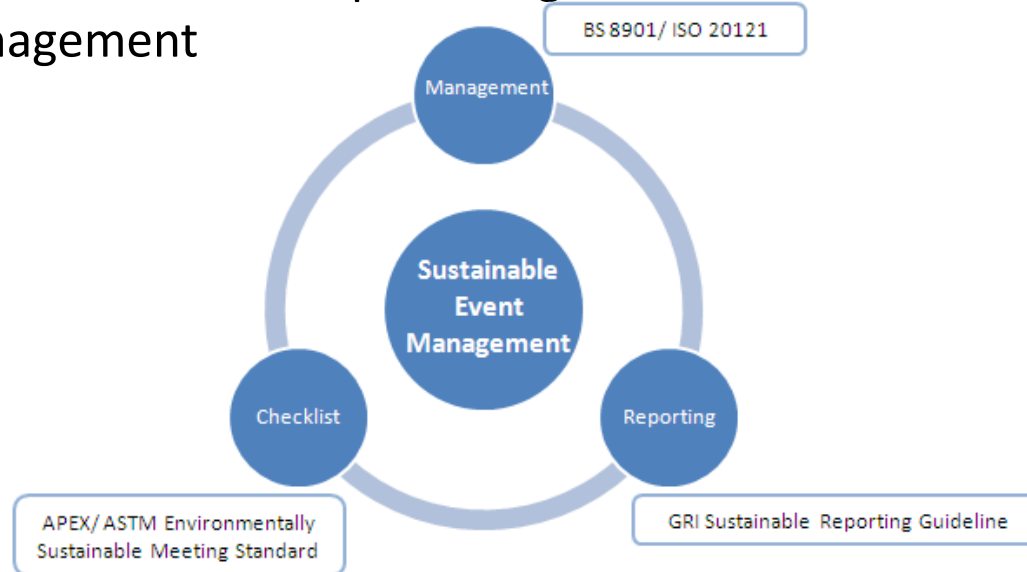 nagement
BS 8901/ ISO 20121
Management
Sustainable
Event
Management
Checklist
Reporting
APEX/ ASTM Environmentally
Sustainable Meeting Standard
GRI Sustainable Reporting Guideline